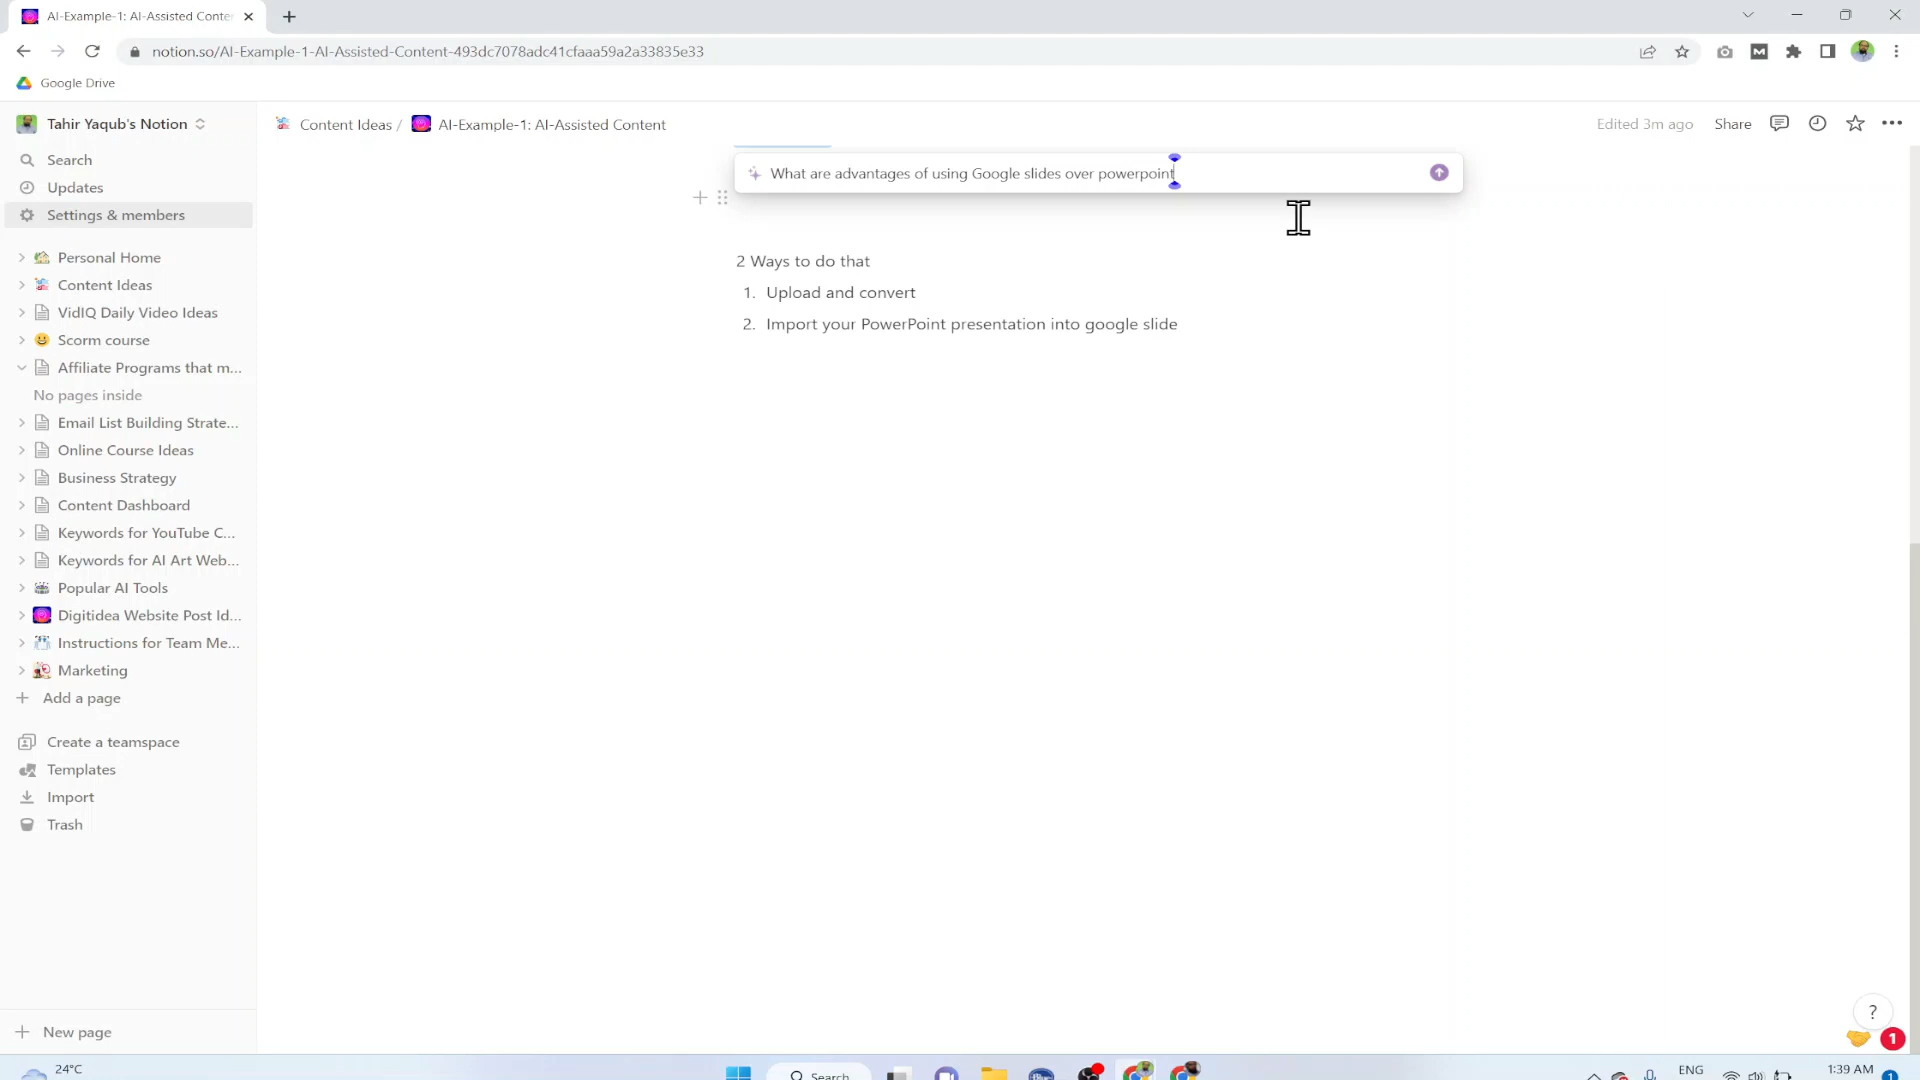 AI-Example-1: AI-Assisted Conte
notion.so/AI-Example-1-AI-Assisted-Content-493dc7078adc41cfaaa59a2a33835e33
Google Drive
Tahir Yaqub's Notion
Content Ideas / AI-Example-1: AI-Assisted Content
Edited 3m ago
Share
Search
Updates
Settings & members
Personal Home
Content Ideas
VidIQ Daily Video Ideas
Scorm course
Affiliate Programs that m...
No pages inside
Email List Building Strate...
Online Course Ideas
Business Strategy
Content Dashboard
Keywords for YouTube C...
Keywords for AI Art Web...
Popular AI Tools
Digitidea Website Post Id...
Instructions for Team Me...
Marketing
Add a page
Create a teamspace
Templates
Import
Trash
New page
What are advantages of using Google slides over powerpoint
2 Ways to do that
1. Upload and convert
2. Import your PowerPoint presentation into google slide
?
1
24°C
Search
ENG
1:39 AM
1